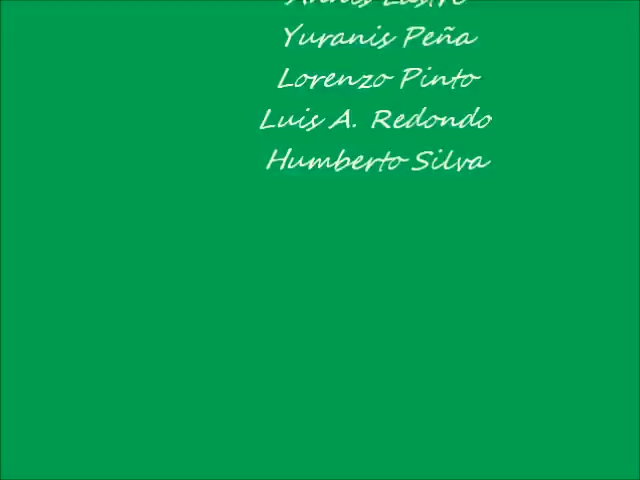 Yuranis Peña
Lorenzo Pinto
Luis A. Redondo
Humberto Silva